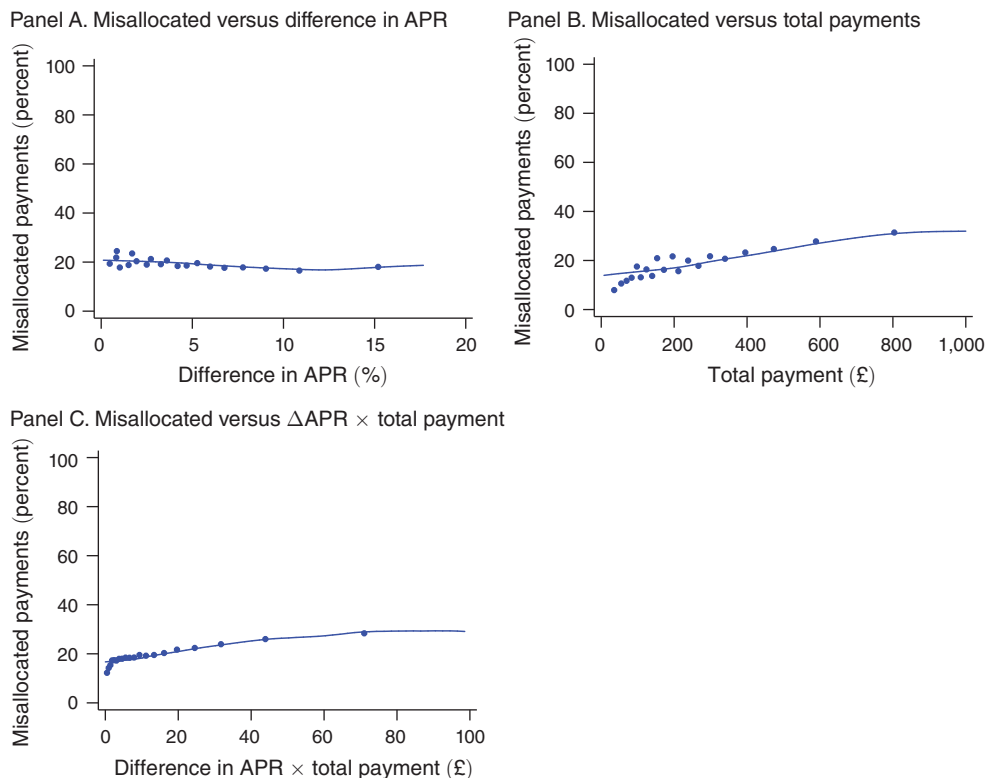 Panel A. Misallocated versus difference in APR
Misallocated payments (percent)
100
80
60
40
20
0
0 5 10 15 20
Difference in APR (%)
Panel B. Misallocated versus total payments
Misallocated payments (percent)
100
80
60
40
20
0
0 200 400 600 800 1,000
Total payment (£)
Panel C. Misallocated versus ΔAPR × total payment
Misallocated payments (percent)
100
80
60
40
20
0
0 20 40 60 80 100
Difference in APR × total payment (£)